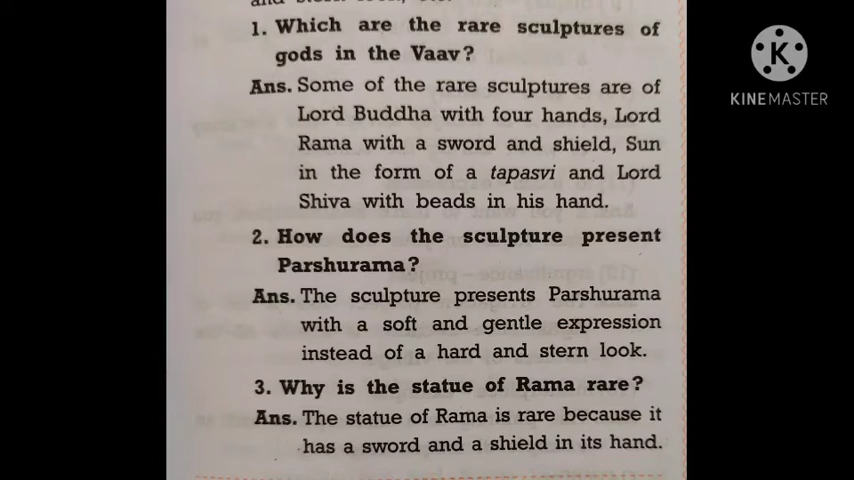 and stern look, etc.
1. Which are the rare sculptures of
gods in the Vaav?
Ans. Some of the rare sculptures are of
Lord Buddha with four hands, Lord
Rama with a sword and shield, Sun
in the form of a tapasvi and Lord
Shiva with beads in his hand.
2. How does the sculpture present
Parshurama?
Ans. The sculpture presents Parshurama
with a soft and gentle expression
instead of a hard and stern look.
3. Why is the statue of Rama rare?
Ans. The statue of Rama is rare because it
has a sword and a shield in its hand.
K
KINEMASTER